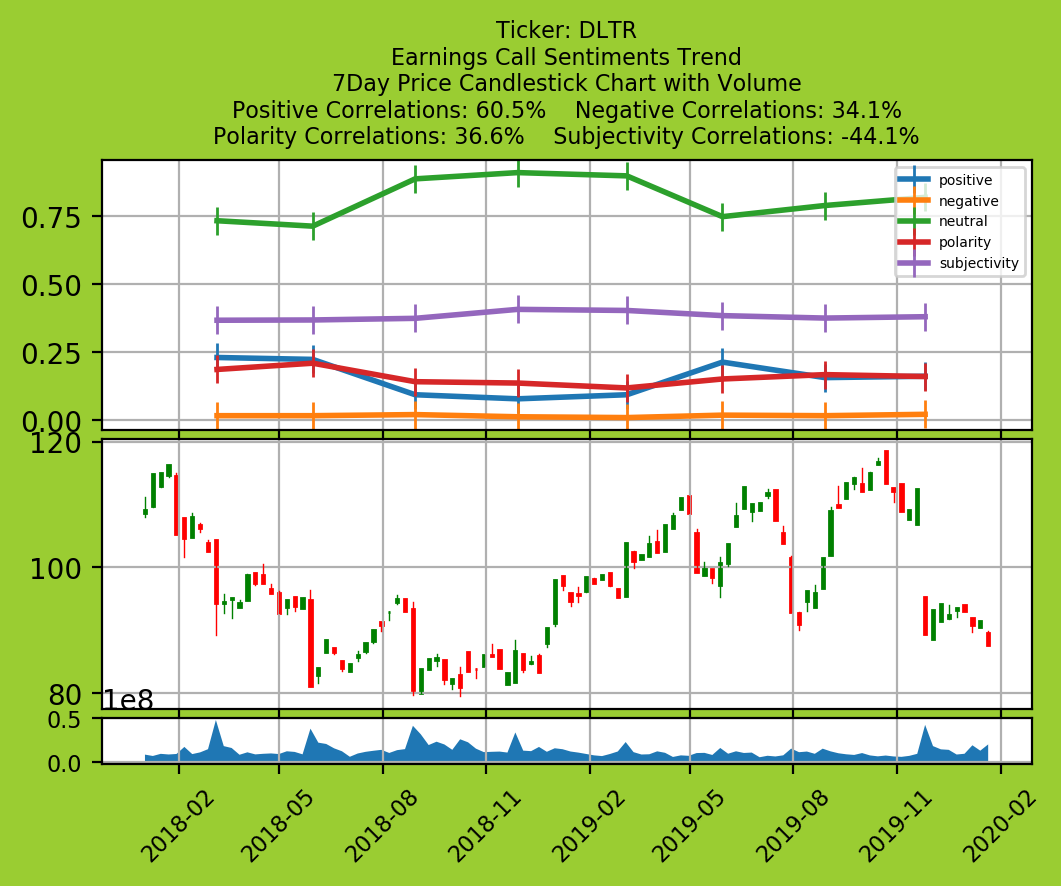 Ticker: DLTR
Earnings Call Sentiments Trend
7Day Price Candlestick Chart with Volume
Positive Correlations: 60.5%    Negative Correlations: 34.1%
Polarity Correlations: 36.6%    Subjectivity Correlations: -44.1%
positive
negative
neutral
polarity
subjectivity
0.75
0.50
0.25
0.00
120
100
80
1e8
0.5
0.0
2018-02
2018-05
2018-08
2018-11
2019-02
2019-05
2019-08
2019-11
2020-02